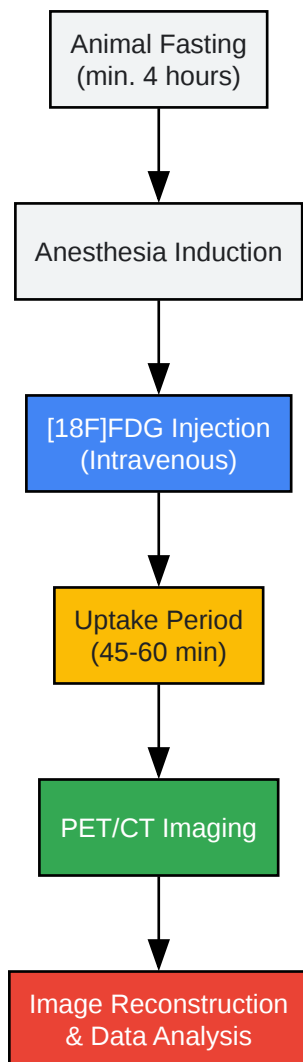 Animal Fasting
(min. 4 hours)
Anesthesia Induction
[18F]FDG Injection
(Intravenous)
Uptake Period
(45-60 min)
PET/CT Imaging
Image Reconstruction
& Data Analysis